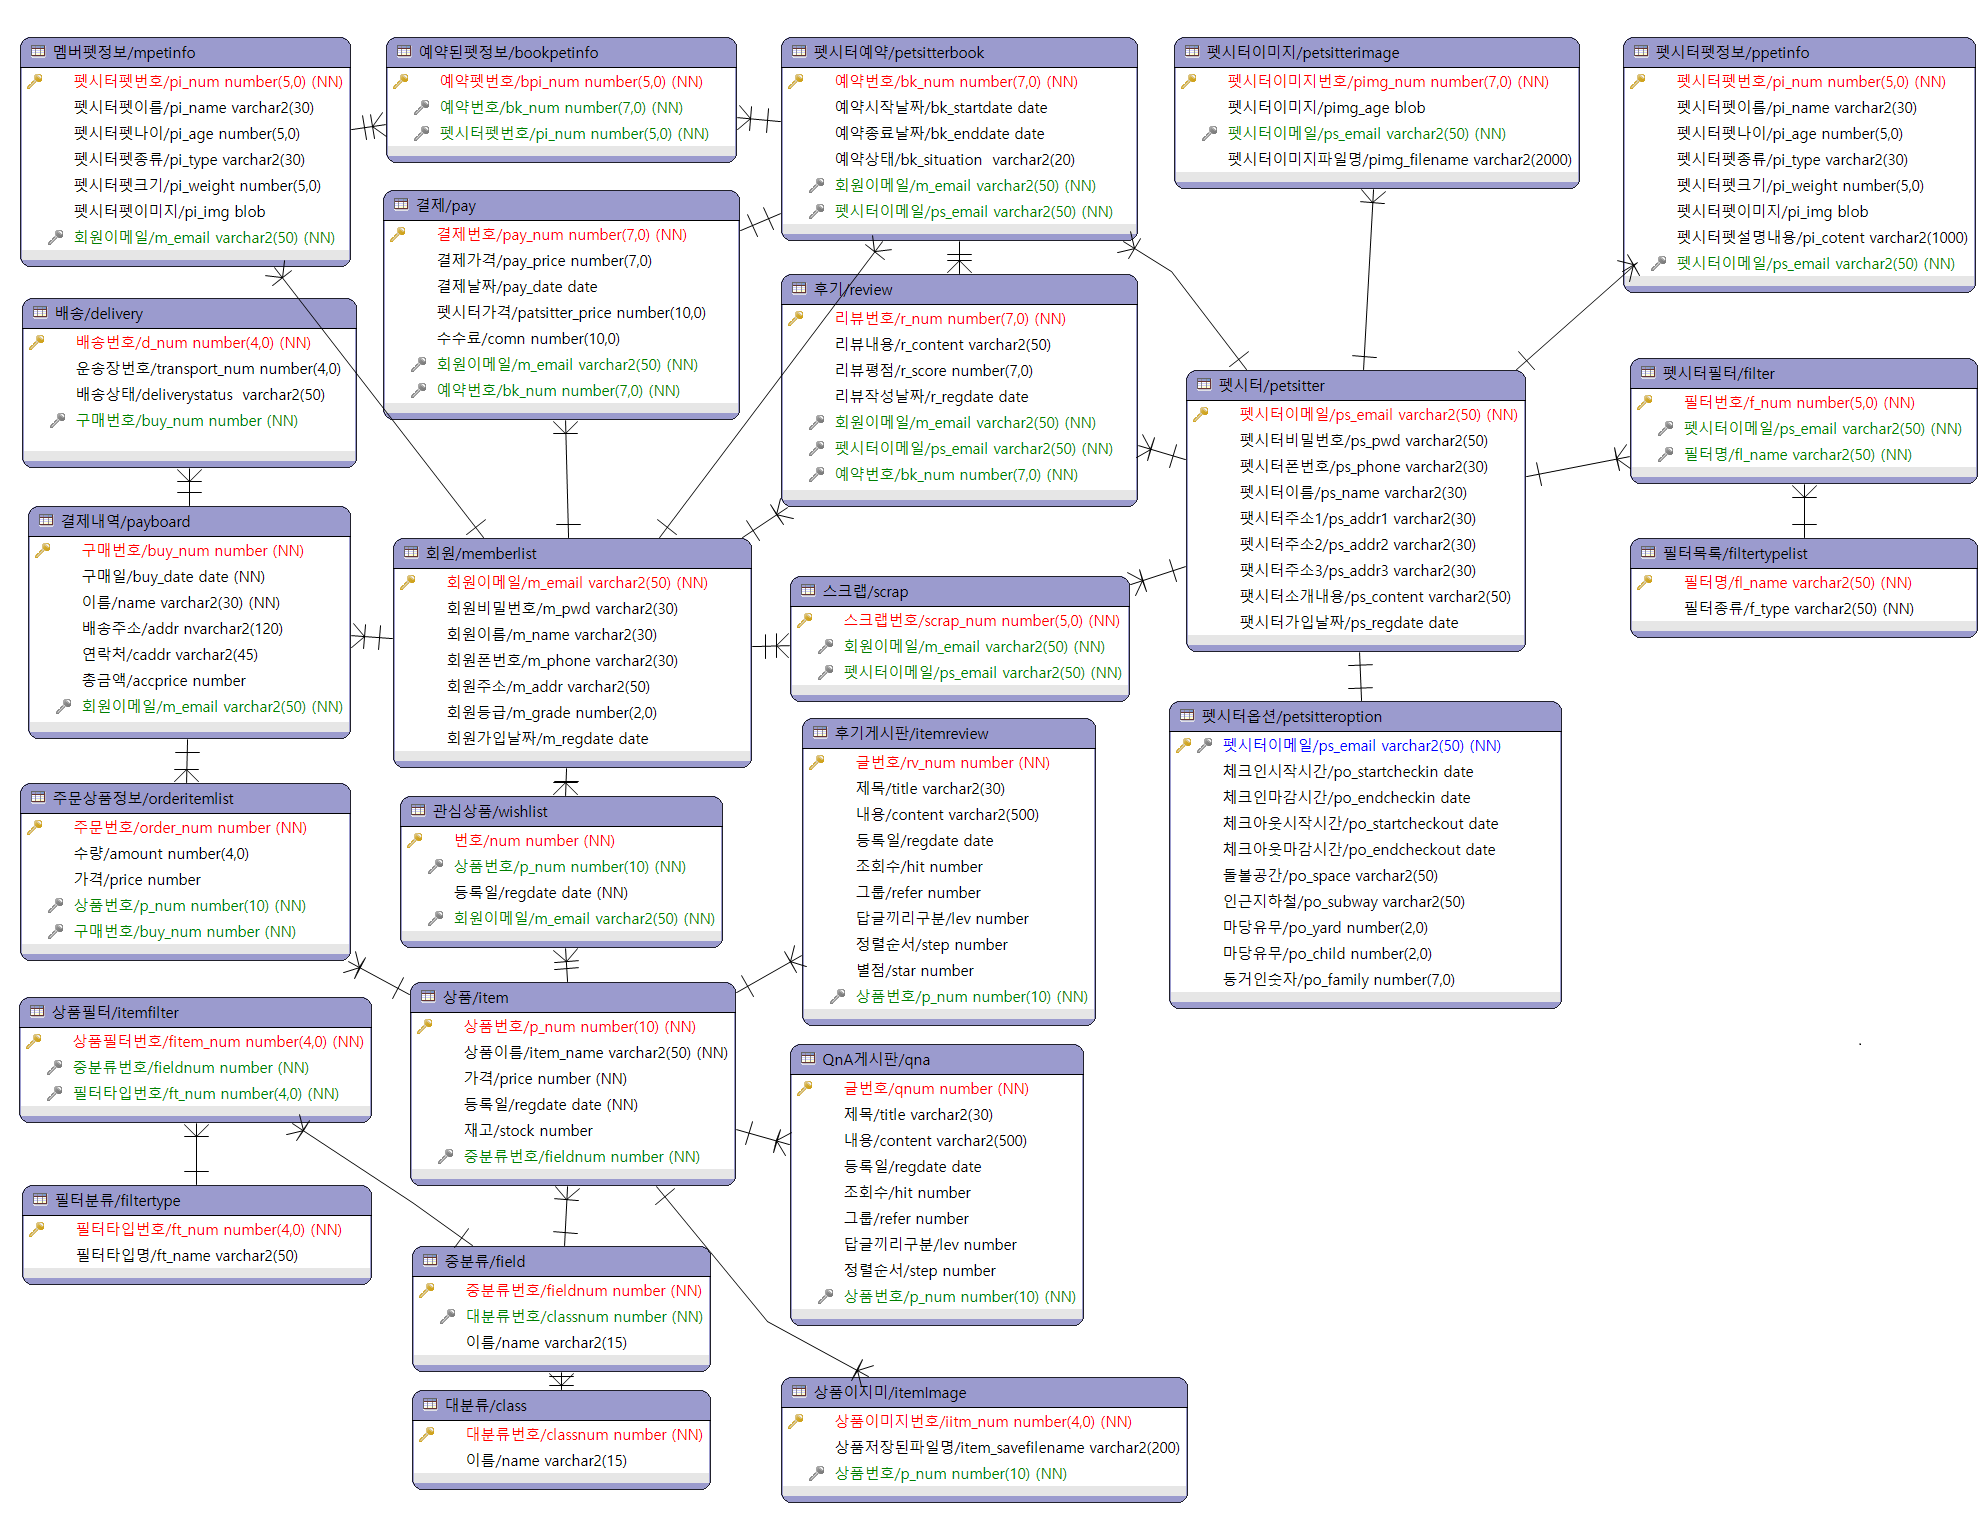 멤버펫정보/mpetinfo
펫시터펫번호/pi_num number(5,0) (NN)
펫시터펫이름/pi_name varchar2(30)
펫시터펫나이/pi_age number(5,0)
펫시터펫종류/pi_type varchar2(30)
펫시터펫크기/pi_weight number(5,0)
펫시터펫이미지/pi_img blob
회원이메일/m_email varchar2(50) (NN)
예약된펫정보/bookpetinfo
예약펫번호/bpi_num number(5,0) (NN)
예약번호/bk_num number(7,0) (NN)
펫시터펫번호/pi_num number(5,0) (NN)
펫시터예약/petsitterbook
예약번호/bk_num number(7,0) (NN)
예약시작날짜/bk_startdate date
예약종료날짜/bk_enddate date
예약상태/bk_situation  varchar2(20)
회원이메일/m_email varchar2(50) (NN)
펫시터이메일/ps_email varchar2(50) (NN)
펫시터이미지/petsitterimage
펫시터이미지번호/pimg_num number(7,0) (NN)
펫시터이미지/pimg_age blob
펫시터이메일/ps_email varchar2(50) (NN)
펫시터이미지파일명/pimg_filename varchar2(2000)
펫시터펫정보/ppetinfo
펫시터펫번호/pi_num number(5,0) (NN)
펫시터펫이름/pi_name varchar2(30)
펫시터펫나이/pi_age number(5,0)
펫시터펫종류/pi_type varchar2(30)
펫시터펫크기/pi_weight number(5,0)
펫시터펫이미지/pi_img blob
펫시터펫설명내용/pi_cotent varchar2(1000)
펫시터이메일/ps_email varchar2(50) (NN)
결제/pay
결제번호/pay_num number(7,0) (NN)
결제가격/pay_price number(7,0)
결제날짜/pay_date date
펫시터가격/patsitter_price number(10,0)
수수료/comn number(10,0)
회원이메일/m_email varchar2(50) (NN)
예약번호/bk_num number(7,0) (NN)
후기/review
리뷰번호/r_num number(7,0) (NN)
리뷰내용/r_content varchar2(50)
리뷰평점/r_score number(7,0)
리뷰작성날짜/r_regdate date
회원이메일/m_email varchar2(50) (NN)
펫시터이메일/ps_email varchar2(50) (NN)
예약번호/bk_num number(7,0) (NN)
배송/delivery
배송번호/d_num number(4,0) (NN)
운송장번호/transport_num number(4,0)
배송상태/deliverystatus  varchar2(50)
구매번호/buy_num number (NN)
펫시터/petsitter
펫시터이메일/ps_email varchar2(50) (NN)
펫시터비밀번호/ps_pwd varchar2(50)
펫시터폰번호/ps_phone varchar2(30)
펫시터이름/ps_name varchar2(30)
팻시터주소1/ps_addr1 varchar2(30)
펫시터주소2/ps_addr2 varchar2(30)
팻시터주소3/ps_addr3 varchar2(30)
팻시터소개내용/ps_content varchar2(50)
팻시터가입날짜/ps_regdate date
펫시터필터/filter
필터번호/f_num number(5,0) (NN)
펫시터이메일/ps_email varchar2(50) (NN)
필터명/fl_name varchar2(50) (NN)
필터목록/filtertypelist
필터명/fl_name varchar2(50) (NN)
필터종류/f_type varchar2(50) (NN)
결제내역/payboard
구매번호/buy_num number (NN)
구매일/buy_date date (NN)
이름/name varchar2(30) (NN)
배송주소/addr nvarchar2(120)
연락처/caddr varchar2(45)
총금액/accprice number
회원이메일/m_email varchar2(50) (NN)
회원/memberlist
회원이메일/m_email varchar2(50) (NN)
회원비밀번호/m_pwd varchar2(30)
회원이름/m_name varchar2(30)
회원폰번호/m_phone varchar2(30)
회원주소/m_addr varchar2(50)
회원등급/m_grade number(2,0)
회원가입날짜/m_regdate date
스크랩/scrap
스크랩번호/scrap_num number(5,0) (NN)
회원이메일/m_email varchar2(50) (NN)
펫시터이메일/ps_email varchar2(50) (NN)
펫시터옵션/petsitteroption
펫시터이메일/ps_email varchar2(50) (NN)
체크인시작시간/po_startcheckin date
체크인마감시간/po_endcheckin date
체크아웃시작시간/po_startcheckout date
체크아웃마감시간/po_endcheckout date
돌볼공간/po_space varchar2(50)
인근지하철/po_subway varchar2(50)
마당유무/po_yard number(2,0)
마당유무/po_child number(2,0)
동거인숫자/po_family number(7,0)
주문상품정보/orderitemlist
주문번호/order_num number (NN)
수량/amount number(4,0)
가격/price number
상품번호/p_num number(10) (NN)
구매번호/buy_num number (NN)
관심상품/wishlist
번호/num number (NN)
상품번호/p_num number(10) (NN)
등록일/regdate date (NN)
회원이메일/m_email varchar2(50) (NN)
후기게시판/itemreview
글번호/rv_num number (NN)
제목/title varchar2(30)
내용/content varchar2(500)
등록일/regdate date
조회수/hit number
그룹/refer number
답글끼리구분/lev number
정렬순서/step number
별점/star number
상품번호/p_num number(10) (NN)
상품필터/itemfilter
상품필터번호/fitem_num number(4,0) (NN)
중분류번호/fieldnum number (NN)
필터타입번호/ft_num number(4,0) (NN)
상품/item
상품번호/p_num number(10) (NN)
상품이름/item_name varchar2(50) (NN)
가격/price number (NN)
등록일/regdate date (NN)
재고/stock number
중분류번호/fieldnum number (NN)
QnA게시판/qna
글번호/qnum number (NN)
제목/title varchar2(30)
내용/content varchar2(500)
등록일/regdate date
조회수/hit number
그룹/refer number
답글끼리구분/lev number
정렬순서/step number
상품번호/p_num number(10) (NN)
필터분류/filtertype
필터타입번호/ft_num number(4,0) (NN)
필터타입명/ft_name varchar2(50)
중분류/field
중분류번호/fieldnum number (NN)
대분류번호/classnum number (NN)
이름/name varchar2(15)
대분류/class
대분류번호/classnum number (NN)
이름/name varchar2(15)
상품이지미/itemImage
상품이미지번호/iitm_num number(4,0) (NN)
상품저장된파일명/item_savefilename varchar2(200)
상품번호/p_num number(10) (NN)